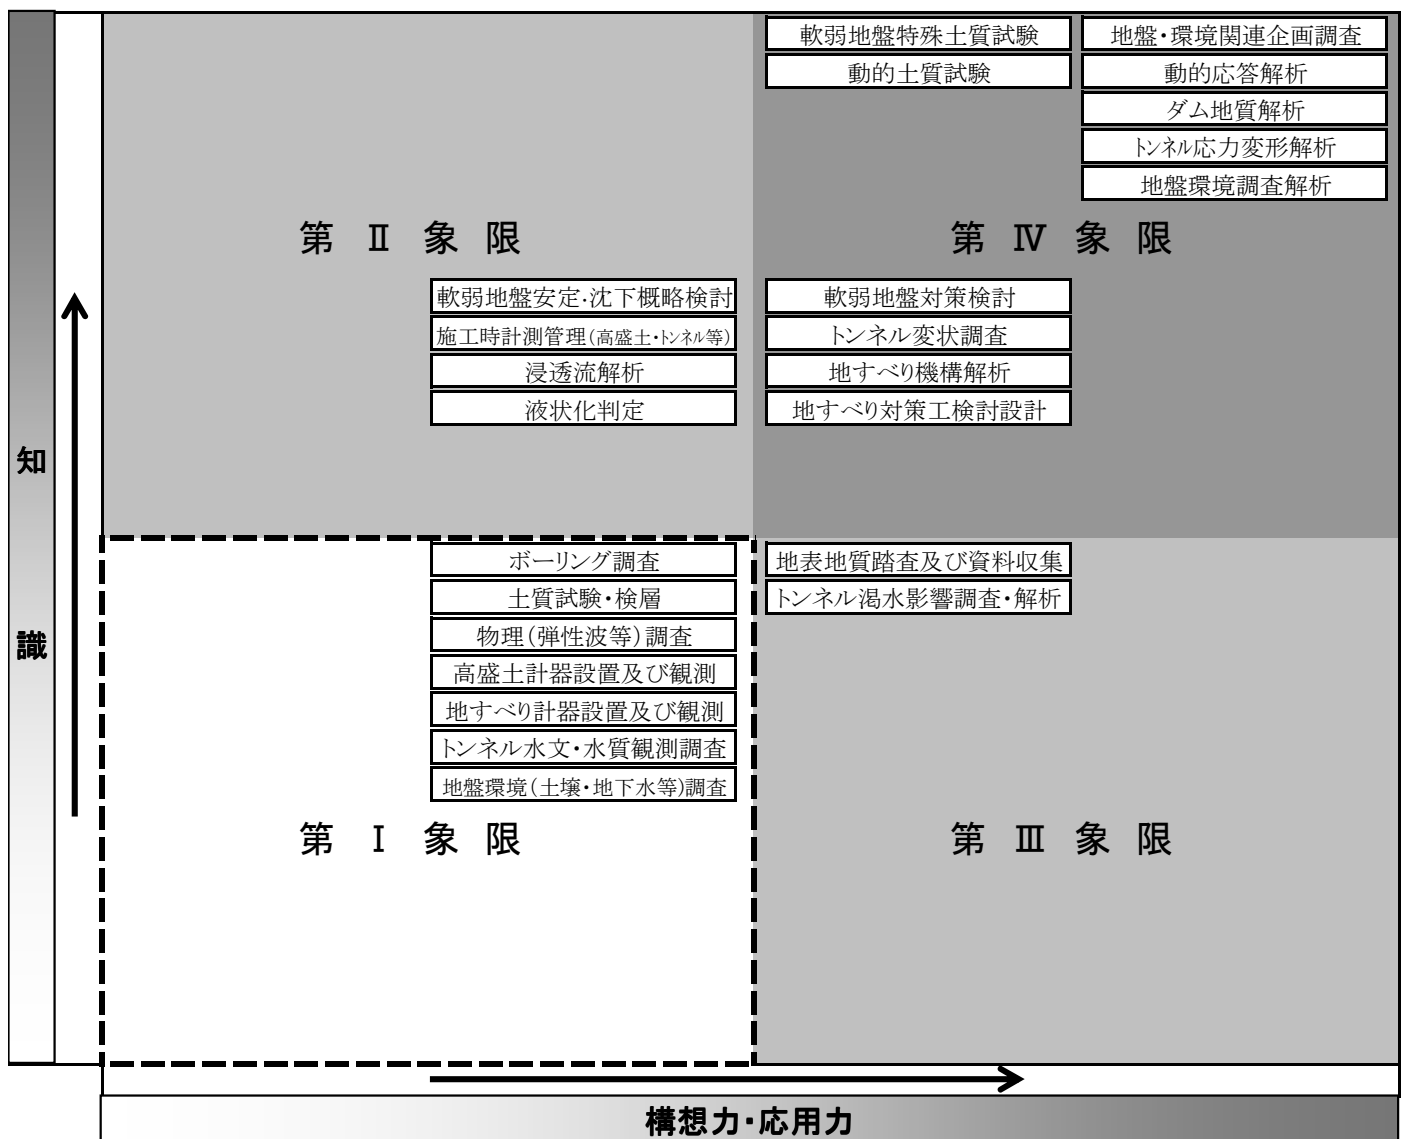 軟弱地盤特殊土質試験
動的土質試験
地盤・環境関連企画調査
動的応答解析
ダム地質解析
トンネル応力変形解析
地盤環境調査解析
第 Ⅱ 象 限
第 Ⅳ 象 限
軟弱地盤安定・沈下概略検討
施工時計測管理(高盛土・トンネル等)
浸透流解析
液状化判定
軟弱地盤対策検討
トンネル変状調査
地すべり機構解析
地すべり対策工検討設計
知
識
ボーリング調査
土質試験・検層
物理(弾性波等)調査
高盛土計器設置及び観測
地すべり計器設置及び観測
トンネル水文・水質観測調査
地盤環境(土壌・地下水等)調査
地表地質踏査及び資料収集
トンネル渇水影響調査・解析
第 Ⅰ 象 限
第 Ⅲ 象 限
構想力・応用力